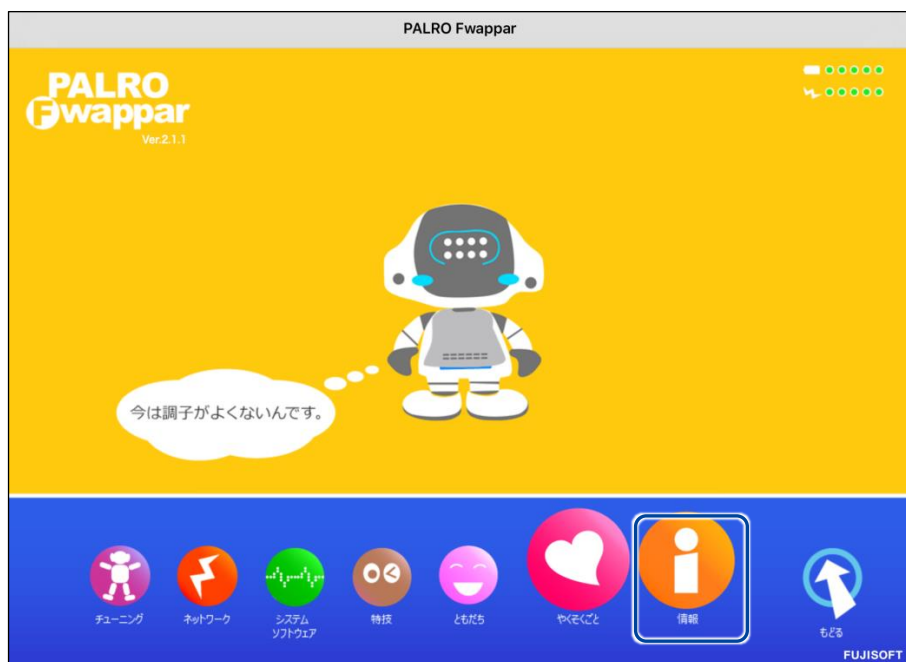 PALRO Fwappar
PALRO
Fwappar
Ver.2.1.1
今は調子がよくないんです。
チューニング
ネットワーク
システム
ソフトウェア
特技
ともだち
やくそくごと
情報
もどる
FUJISOFT